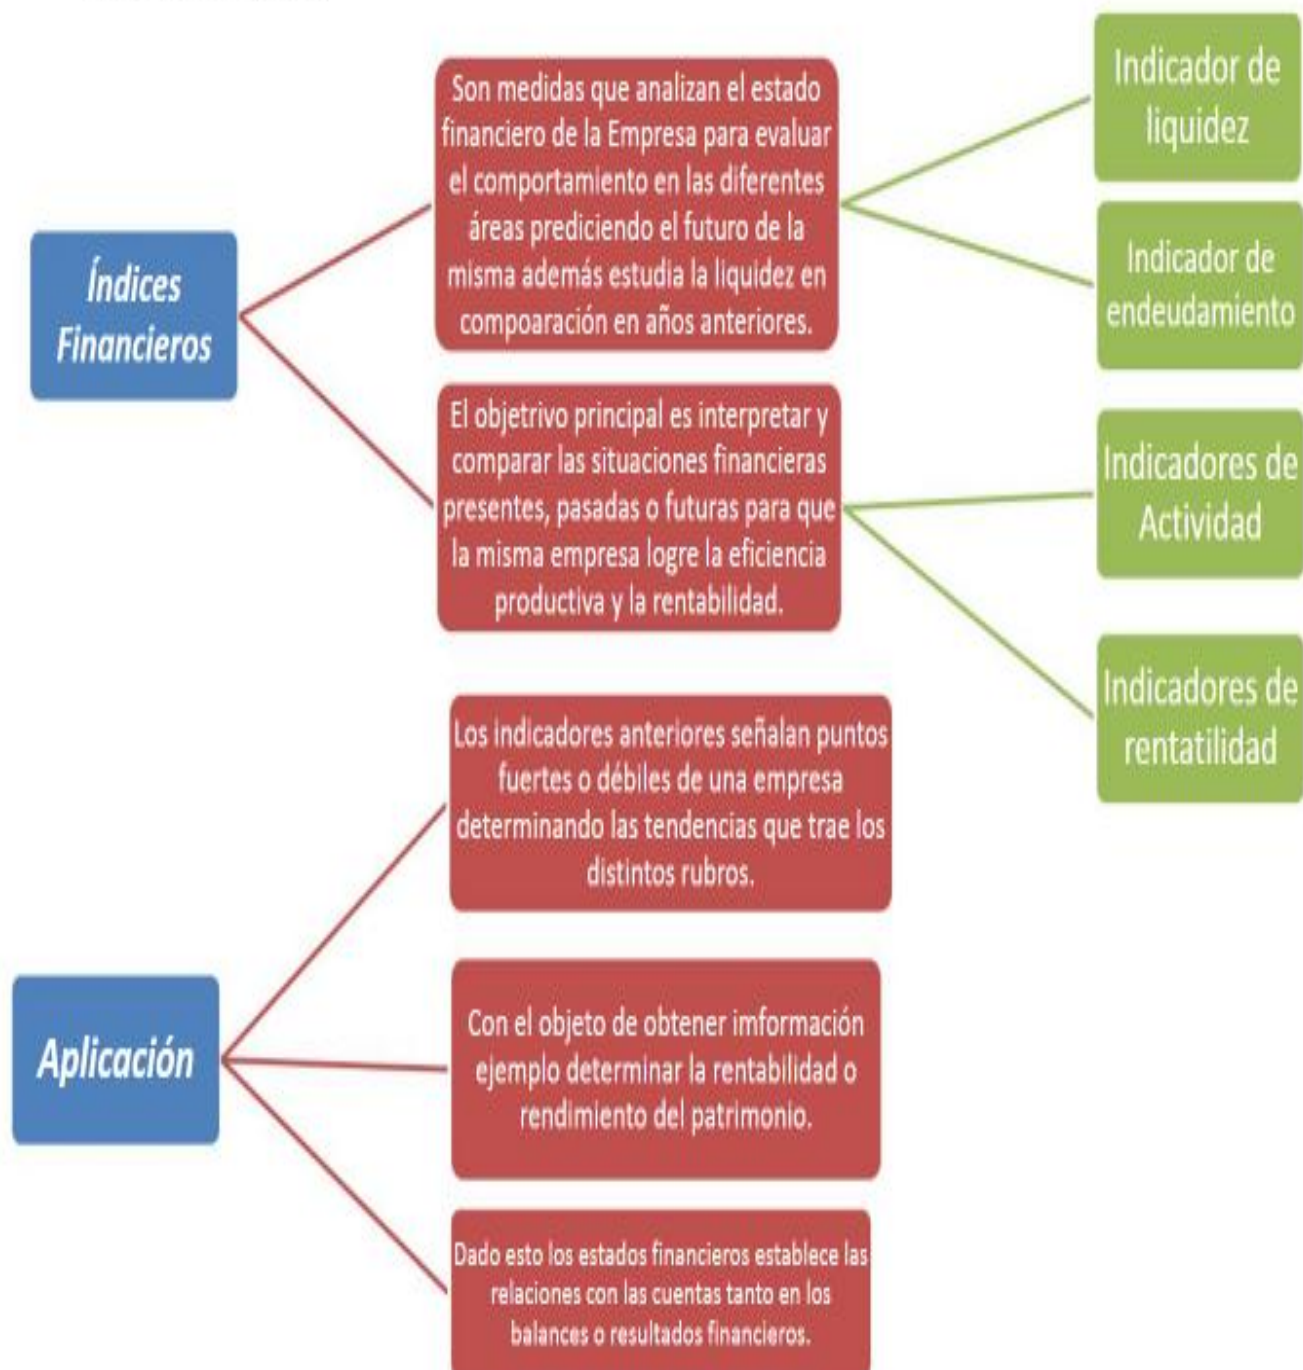 Índices
Financieros
Son medidas que analizan el estado
financiero de la Empresa para evaluar
el comportamiento en las diferentes
áreas prediciendo el futuro de la
misma además estudia la liquidez en
compoaración en años anteriores.
El objetrivo principal es interpretar y
comparar las situaciones financieras
presentes, pasadas o futuras para que
la misma empresa logre la eficiencia
productiva y la rentabilidad.
Indicador de
liquidez
Indicador de
endeudamiento
Indicadores de
Actividad
Indicadores de
rentatilidad
Aplicación
Los indicadores anteriores señalan puntos
fuertes o débiles de una empresa
determinando las tendencias que trae los
distintos rubros.
Con el objeto de obtener imformación
ejemplo determinar la rentabilidad o
rendimiento del patrimonio.
Dado esto los estados financieros establece las
relaciones con las cuentas tanto en los
balances o resultados financieros.